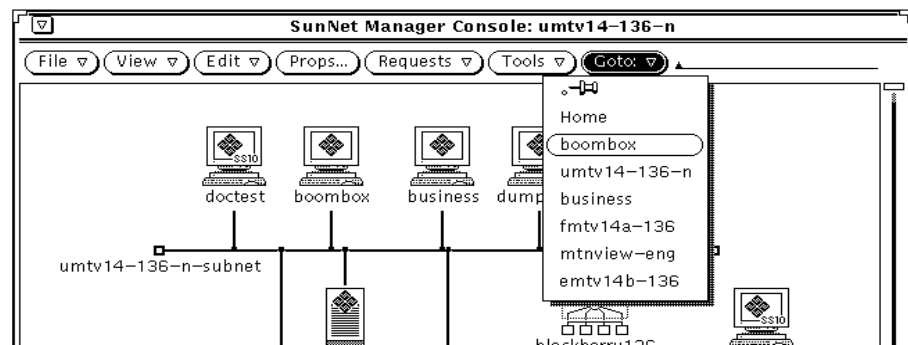 SunNet Manager Console: umtv14-136-n
File View Edit Props... Requests Tools Goto:
Home
boombox
umtv14-136-n
business
fmtv14a-136
mtnview-eng
emtv14b-136
SS10
doctest boombox business dump
umtv14-136-n-subnet
SS10